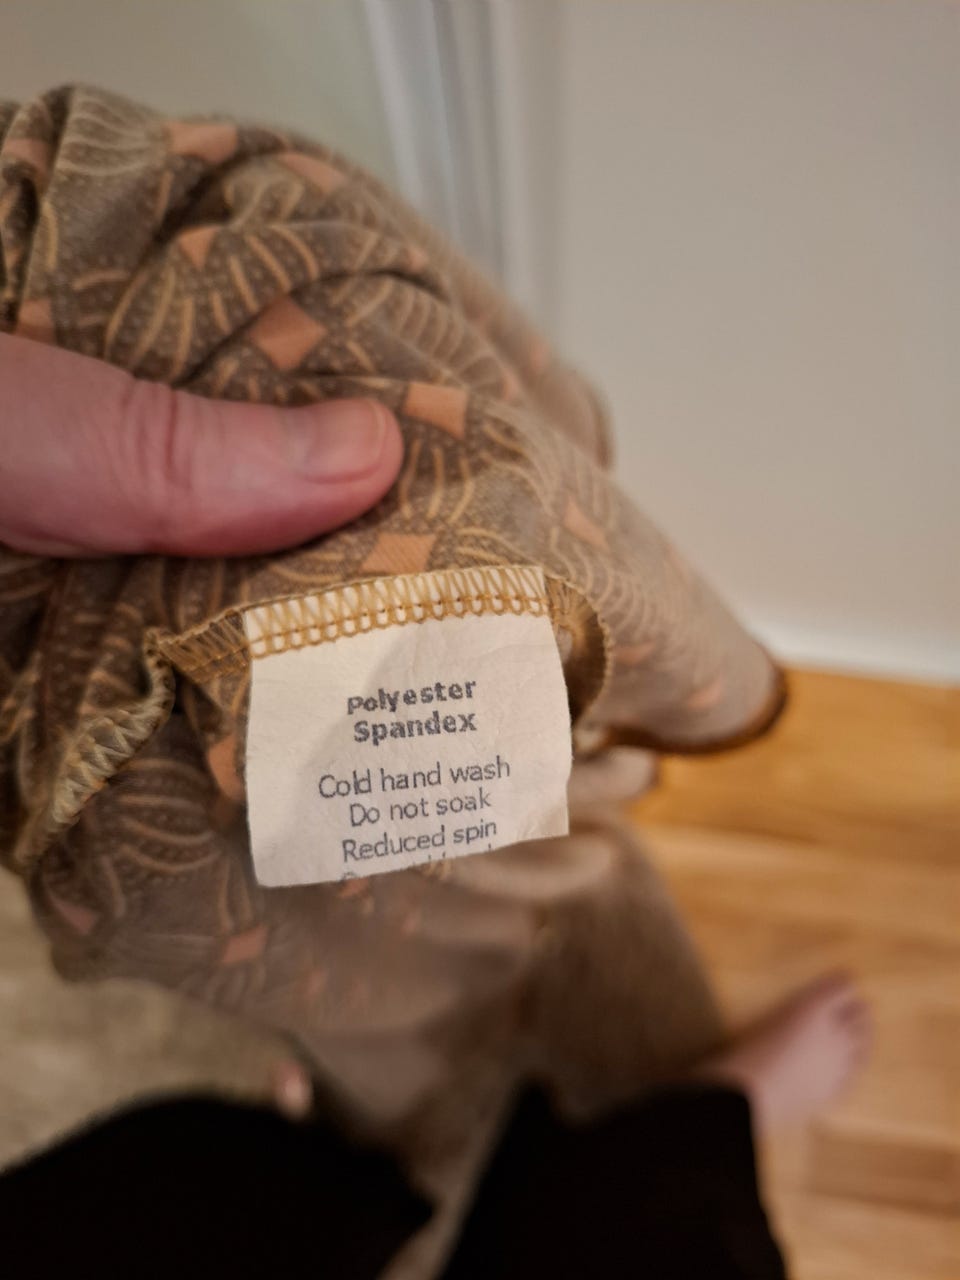 Polyester
Spandex
Cold hand wash
Do not soak
Reduced spin